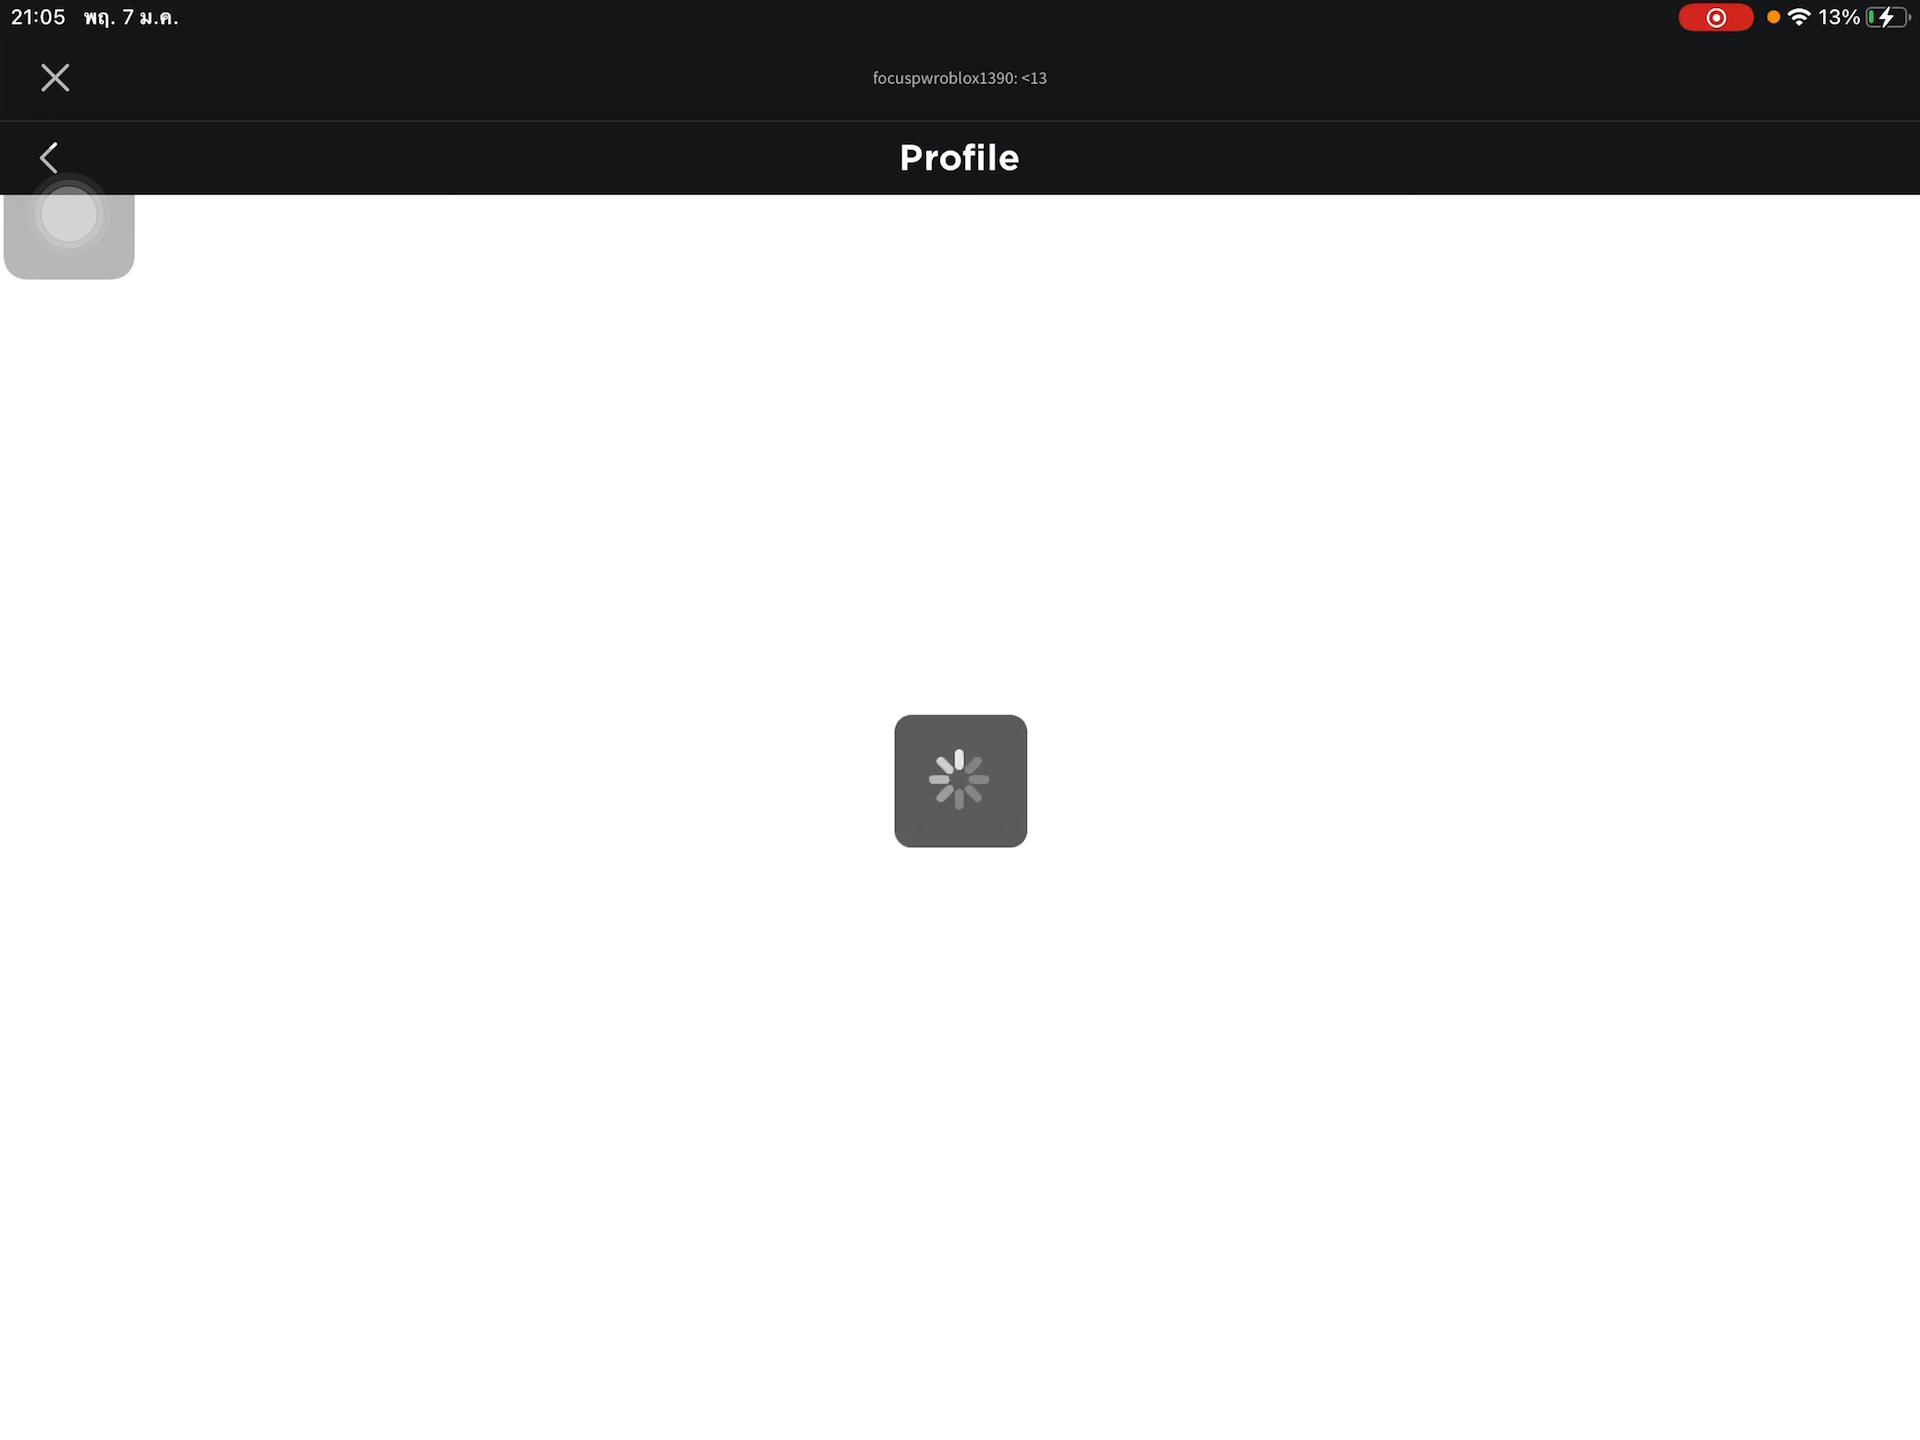 21:05 พฤ. 7 ม.ค.
13%
focuspwroblox1390: <13
Profile